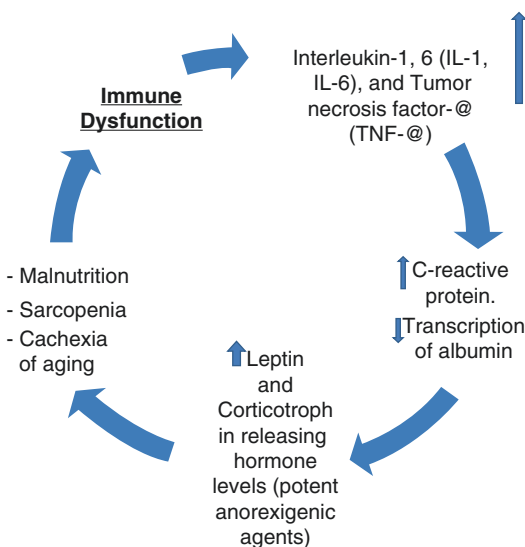 Immune
Dysfunction
Interleukin-1, 6 (IL-1,
IL-6), and Tumor
necrosis factor-@
(TNF-@)
C-reactive
protein.
Transcription
of albumin
Leptin
and
Corticotroph
in releasing
hormone
levels (potent
anorexigenic
agents)
- Malnutrition
- Sarcopenia
- Cachexia
of aging